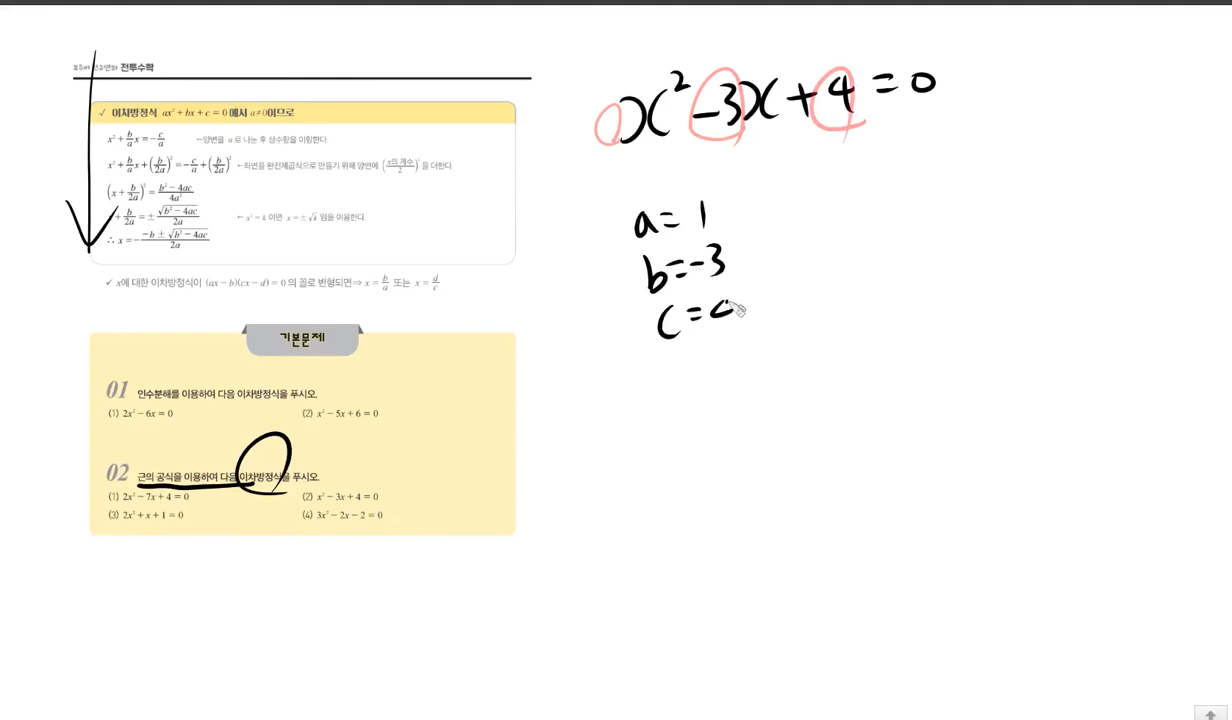 전투수학
✓ 이차방정식 ax² + bx + c = 0 에서 a≠0이므로
x² + b/a x = − c/a ←양변을 a로 나눈 후 상수항을 이항한다.
x² + b/a x + (b/2a)² = − c/a + (b/2a)² ←좌변을 완전제곱식으로 만들기 위해 양변에 (x의 계수/2)² 을 더한다.
(x + b/2a)² = b² − 4ac/4a²
+ b/2a = ± √b² − 4ac/2a ← x² = k 이면 x = ± √k 임을 이용한다.
∴ x = − −b ± √b² − 4ac/2a
✓ x에 대한 이차방정식이 (ax − b)(cx − d) = 0 의 꼴로 변형되면 ⇒ x = b/a 또는 x = d/c
기본문제
01 인수분해를 이용하여 다음 이차방정식을 푸시오.
(1) 2x² − 6x = 0 (2) x² − 5x + 6 = 0
02 근의 공식을 이용하여 다음 이차방정식을 푸시오.
(1) 2x² − 7x + 4 = 0 (2) x² − 3x + 4 = 0
(3) 2x² + x + 1 = 0 (4) 3x² − 2x − 2 = 0
x² − 3x + 4 = 0
a = 1
b = −3
c =